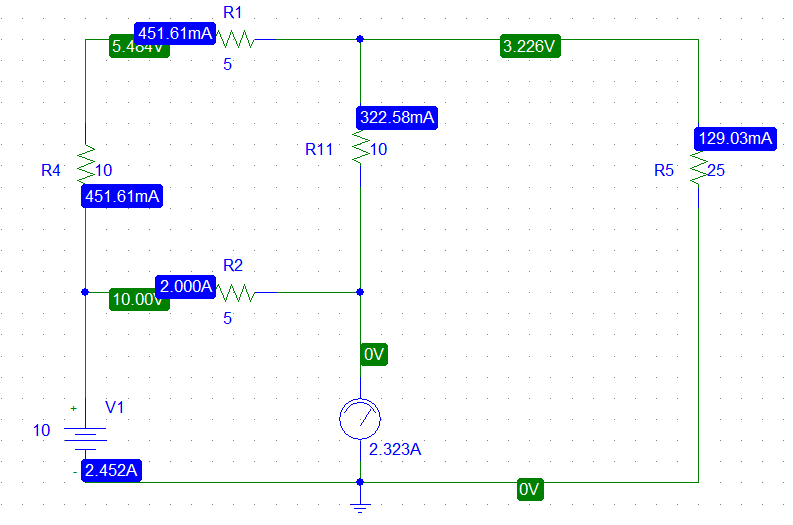 R1
451.61mA
5.484V
3.226V
5
322.58mA
R11
10
129.03mA
R4
10
R5
25
451.61mA
R2
2.000A
10.00V
5
0V
+
V1
10
2.323A
-
2.452A
0V